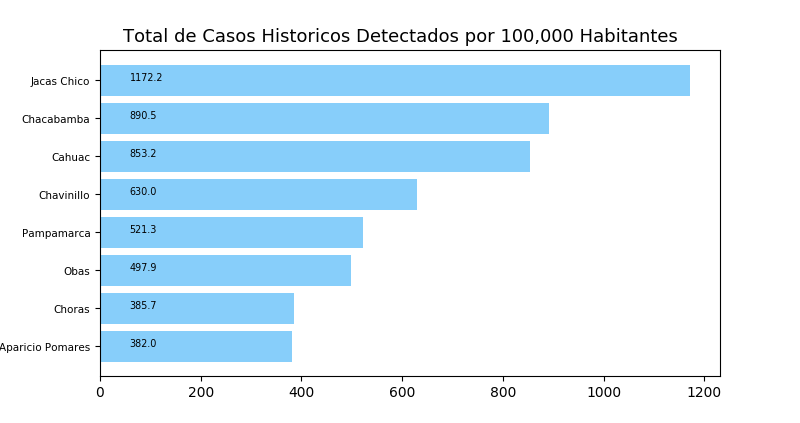 Total de Casos Historicos Detectados por 100,000 Habitantes
Jacas Chico 1172.2
Chacabamba 890.5
Cahuac 853.2
Chavinillo 630.0
Pampamarca 521.3
Obas 497.9
Choras 385.7
Aparicio Pomares 382.0
0 200 400 600 800 1000 1200